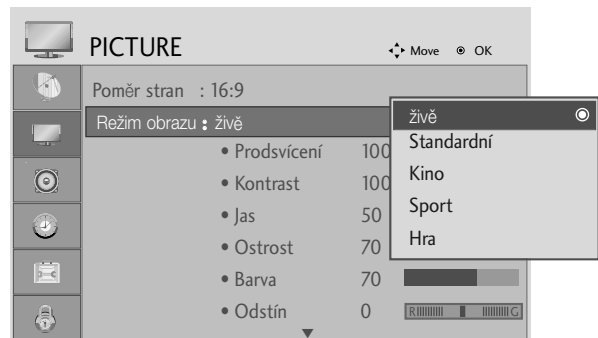 PICTURE
Move OK
Poměr stran : 16:9
Režim obrazu : živě
• Prodsvícení 100
• Kontrast 100
• Jas 50
• Ostrost 70
• Barva 70
• Odstín 0 R G
živě
Standardní
Kino
Sport
Hra